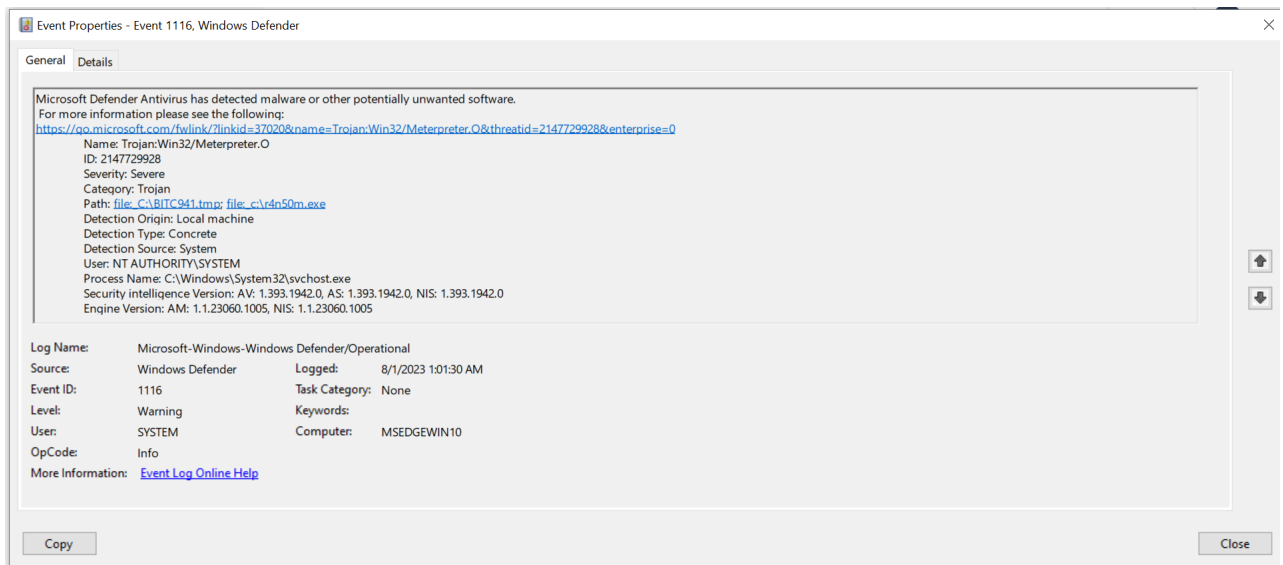 Event Properties - Event 1116, Windows Defender
General Details
Microsoft Defender Antivirus has detected malware or other potentially unwanted software.
For more information please see the following:
https://go.microsoft.com/fwlink/?linkid=37020&name=Trojan:Win32/Meterpreter.O&threatid=2147729928&enterprise=0
Name: Trojan:Win32/Meterpreter.O
ID: 2147729928
Severity: Severe
Category: Trojan
Path: file:_C:\BITC941.tmp; file:_c:\r4n50m.exe
Detection Origin: Local machine
Detection Type: Concrete
Detection Source: System
User: NT AUTHORITY\SYSTEM
Process Name: C:\Windows\System32\svchost.exe
Security intelligence Version: AV: 1.393.1942.0, AS: 1.393.1942.0, NIS: 1.393.1942.0
Engine Version: AM: 1.1.23060.1005, NIS: 1.1.23060.1005
Log Name: Microsoft-Windows-Windows Defender/Operational
Source: Windows Defender Logged: 8/1/2023 1:01:30 AM
Event ID: 1116 Task Category: None
Level: Warning Keywords:
User: SYSTEM Computer: MSEDGEWIN10
OpCode: Info
More Information: Event Log Online Help
Copy Close